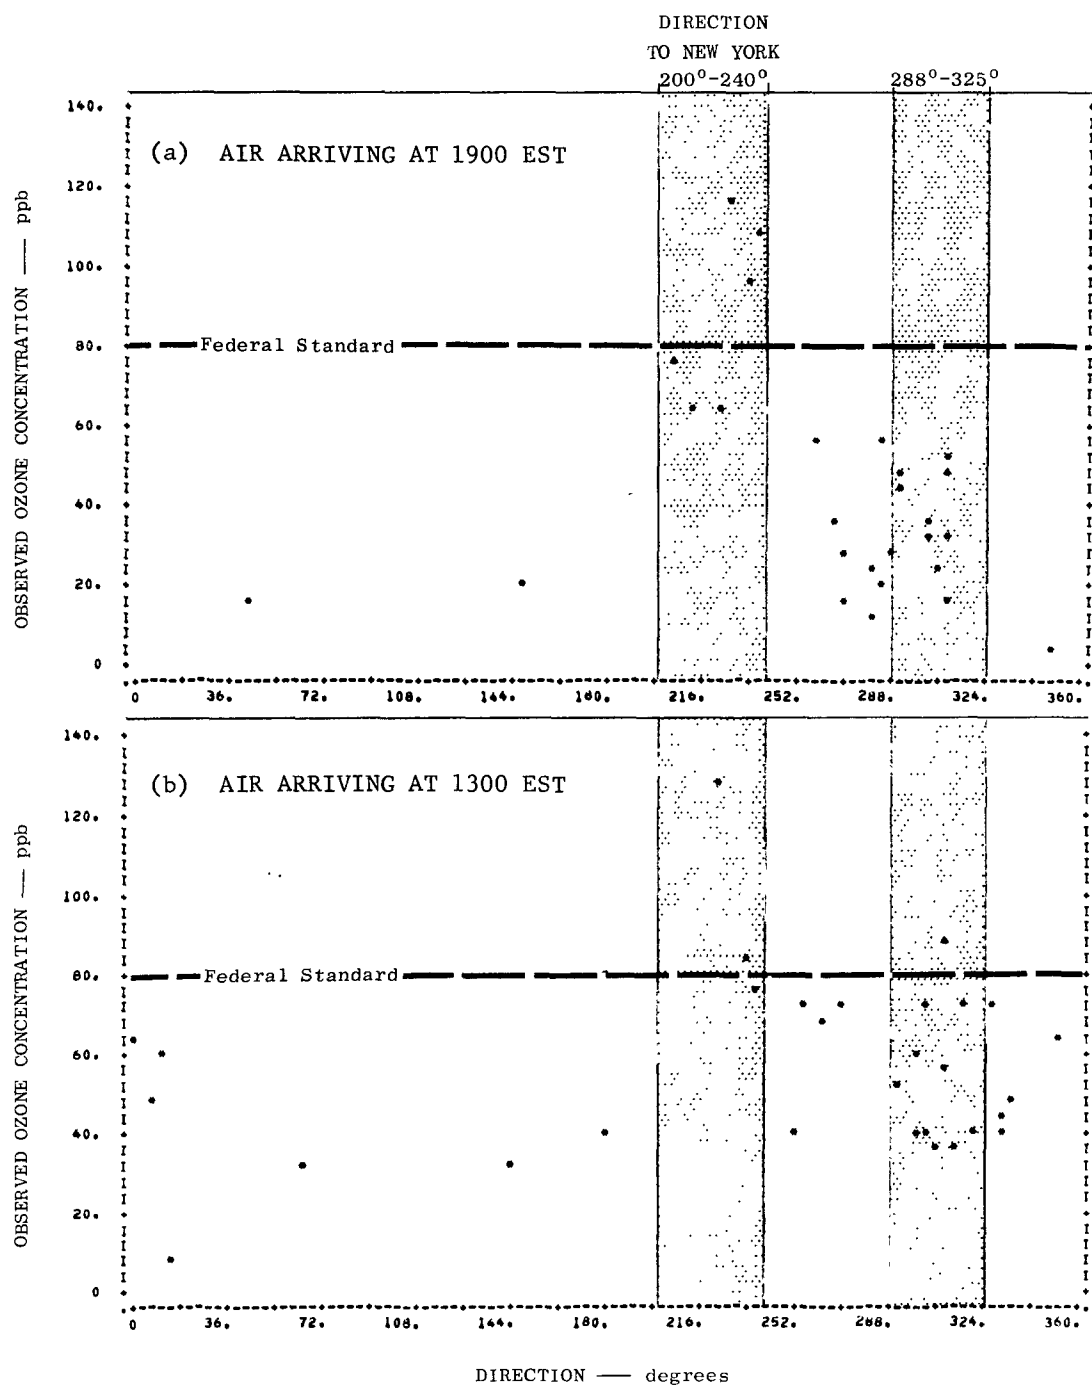 DIRECTION
TO NEW YORK
200°-240°
288°-325°
OBSERVED OZONE CONCENTRATION — ppb
140.
120.
100.
80.
60.
40.
20.
0
(a) AIR ARRIVING AT 1900 EST
Federal Standard
0 36. 72. 108. 144. 180. 216. 252. 288. 324. 360.
OBSERVED OZONE CONCENTRATION — ppb
140.
120.
100.
80.
60.
40.
20.
0
(b) AIR ARRIVING AT 1300 EST
Federal Standard
0 36. 72. 108. 144. 180. 216. 252. 288. 324. 360.
DIRECTION — degrees